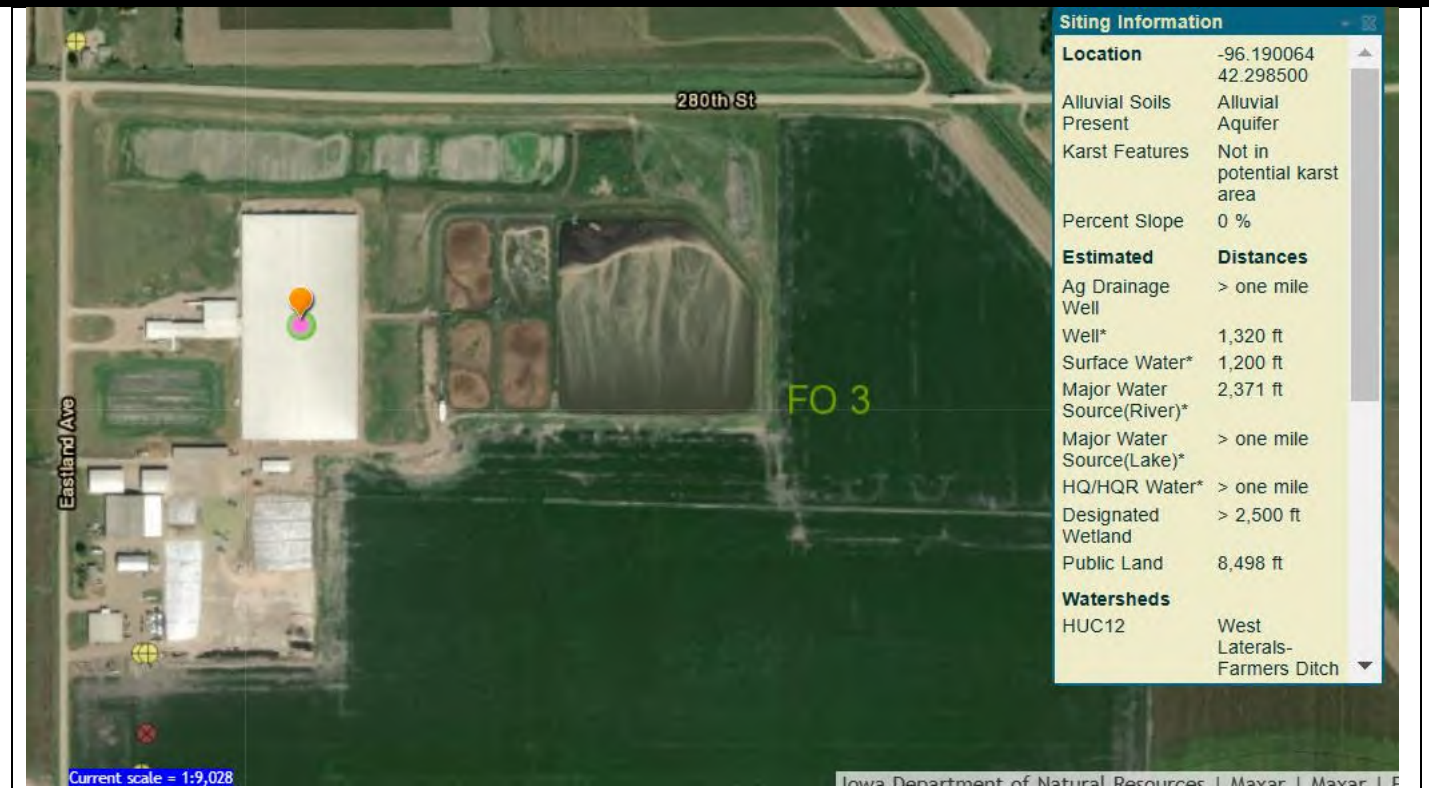 280th St
FO 3
Eastland Ave
Current scale = 1:9,028
Iowa Department of Natural Resources | Maxar | Maxar |
Siting Information
Location -96.190064
42.298500
Alluvial Soils Alluvial
Present Aquifer
Karst Features Not in
potential karst
area
Percent Slope 0 %
Estimated Distances
Ag Drainage > one mile
Well
Well* 1,320 ft
Surface Water* 1,200 ft
Major Water 2,371 ft
Source(River)*
Major Water > one mile
Source(Lake)*
HQ/HQR Water* > one mile
Designated > 2,500 ft
Wetland
Public Land 8,498 ft
Watersheds
HUC12 West
Laterals-
Farmers Ditch